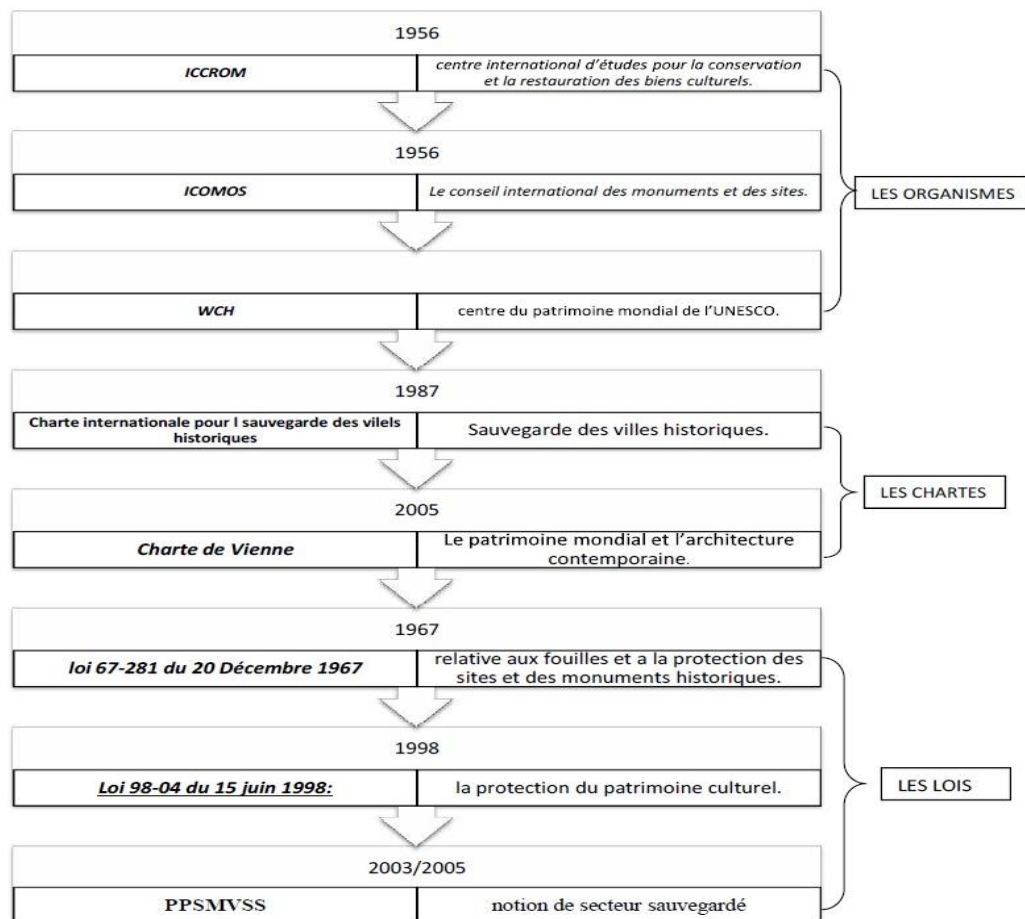 1956
ICCROM
centre international d'études pour la conservation
et la restauration des biens culturels.
1956
ICOMOS
Le conseil international des monuments et des sites.
LES ORGANISMES
WCH
centre du patrimoine mondial de l'UNESCO.
1987
Charte internationale pour l sauvegarde des vilels
historiques
Sauvegarde des villes historiques.
LES CHARTES
2005
Charte de Vienne
Le patrimoine mondial et l'architecture
contemporaine.
1967
loi 67-281 du 20 Décembre 1967
relative aux fouilles et a la protection des
sites et des monuments historiques.
1998
Loi 98-04 du 15 juin 1998:
la protection du patrimoine culturel.
LES LOIS
2003/2005
PPSMVSS
notion de secteur sauvegardé